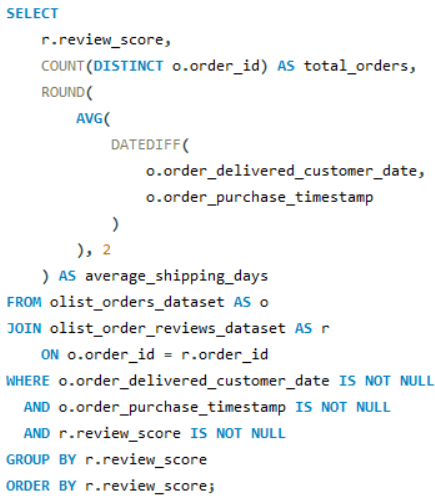 SELECT
    r.review_score,
    COUNT(DISTINCT o.order_id) AS total_orders,
    ROUND(
        AVG(
            DATEDIFF(
                o.order_delivered_customer_date,
                o.order_purchase_timestamp
            )
        ), 2
    ) AS average_shipping_days
FROM olist_orders_dataset AS o
JOIN olist_order_reviews_dataset AS r
    ON o.order_id = r.order_id
WHERE o.order_delivered_customer_date IS NOT NULL
  AND o.order_purchase_timestamp IS NOT NULL
  AND r.review_score IS NOT NULL
GROUP BY r.review_score
ORDER BY r.review_score;